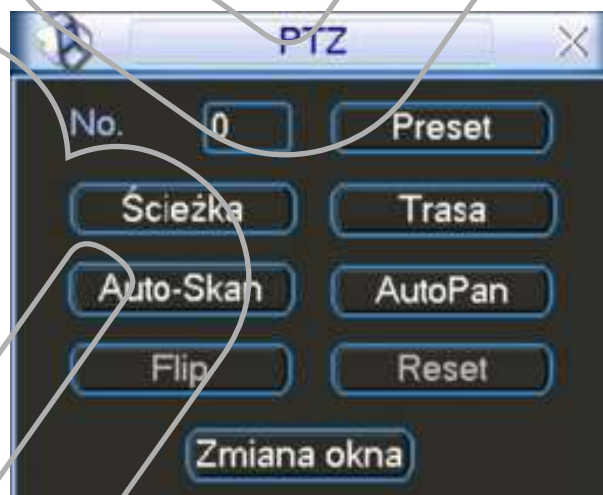 PTZ
No. 0 Preset
Ścieżka Trasa
Auto-Skan AutoPan
Flip Reset
Zmiana okna